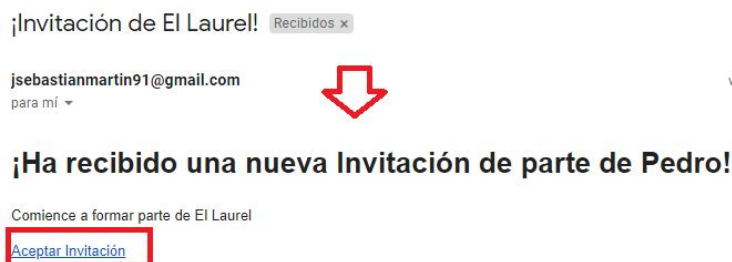 ¡Invitación de El Laurel! Recibidos x
jsebastianmartin91@gmail.com
para mí
¡Ha recibido una nueva Invitación de parte de Pedro!
Comience a formar parte de El Laurel
Aceptar Invitación